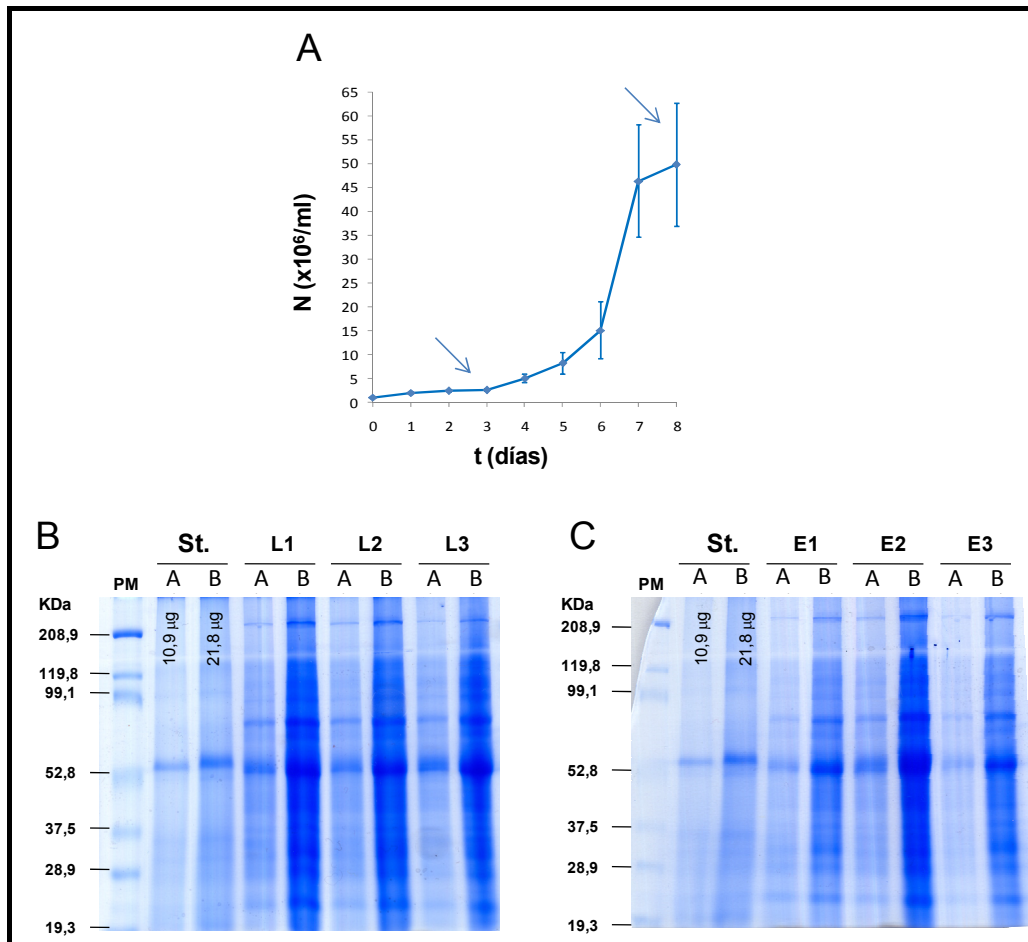 A
N (x10⁶/ml)
65
60
55
50
45
40
35
30
25
20
15
10
5
0
0 1 2 3 4 5 6 7 8
t (días)
B
St. L1 L2 L3
PM A B A B A B A B
KDa
10,9 µg
21,8 µg
208,9
119,8
99,1
52,8
37,5
28,9
19,3
C
St. E1 E2 E3
PM A B A B A B A B
KDa
10,9 µg
21,8 µg
208,9
119,8
99,1
52,8
37,5
28,9
19,3